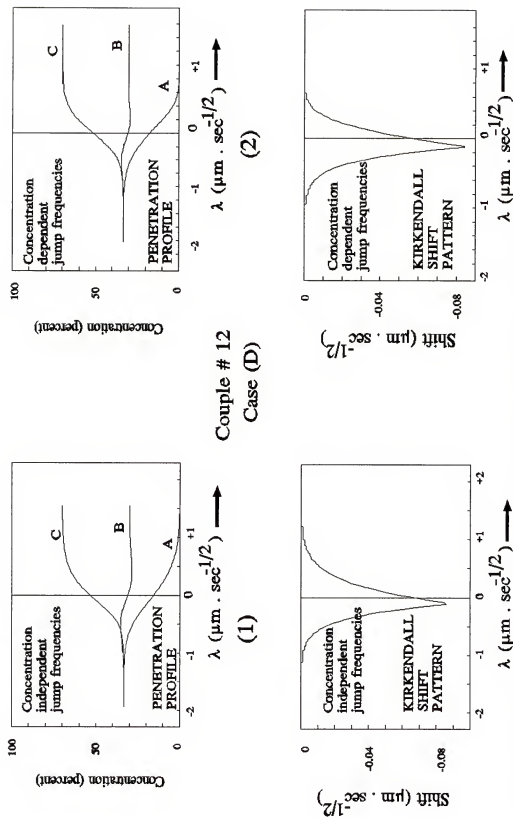 Concentration (percent)
100
50
0
Concentration
independent
jump frequencies
C
B
A
PENETRATION
PROFILE
-2 -1 0 +1
λ (µm . sec^-1/2)
(1)
Concentration (percent)
100
50
0
Concentration
dependent
jump frequencies
C
B
A
PENETRATION
PROFILE
-2 -1 0 +1
λ (µm . sec^-1/2)
(2)
Couple # 12
Case (D)
Shift (µm . sec^-1/2)
0
-0.04
-0.08
Concentration
independent
jump frequencies
KIRKENDALL
SHIFT
PATTERN
-2 -1 0 +1 +2
λ (µm . sec^-1/2)
Shift (µm . sec^-1/2)
0
-0.04
-0.08
Concentration
dependent
jump frequencies
KIRKENDALL
SHIFT
PATTERN
-2 -1 0 +1
λ (µm . sec^-1/2)